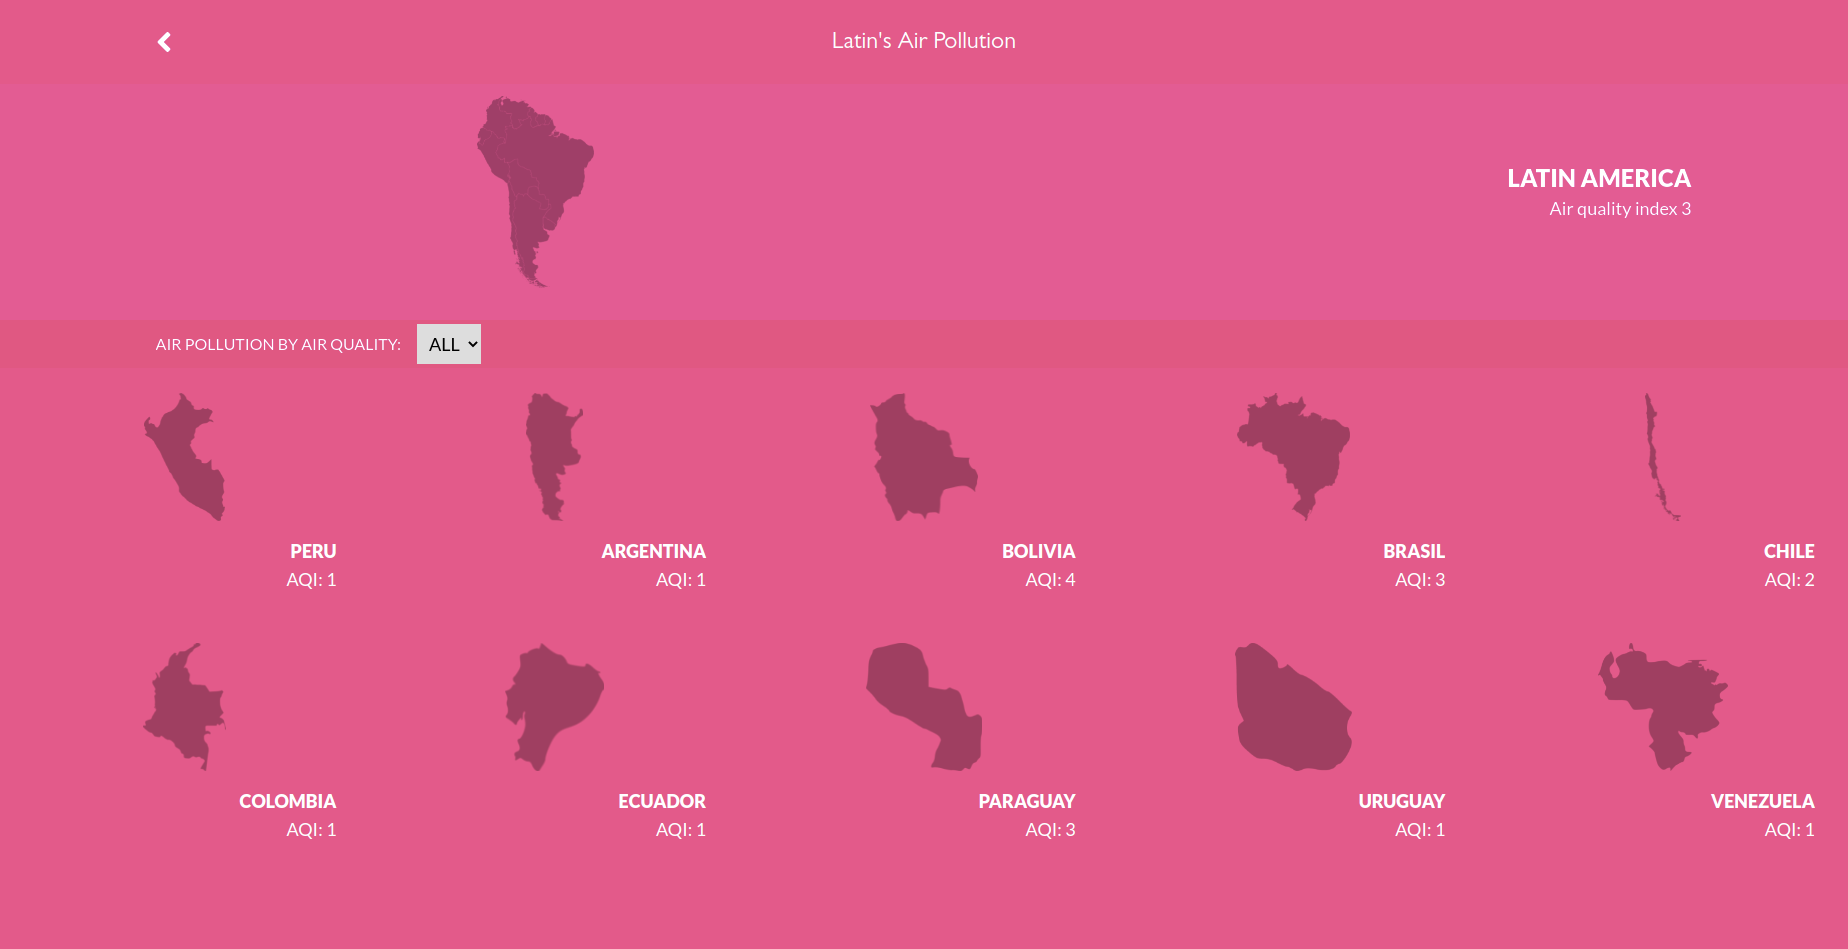 Latin's Air Pollution
LATIN AMERICA
Air quality index 3
AIR POLLUTION BY AIR QUALITY:
ALL
PERU
AQI: 1
ARGENTINA
AQI: 1
BOLIVIA
AQI: 4
BRASIL
AQI: 3
CHILE
AQI: 2
COLOMBIA
AQI: 1
ECUADOR
AQI: 1
PARAGUAY
AQI: 3
URUGUAY
AQI: 1
VENEZUELA
AQI: 1